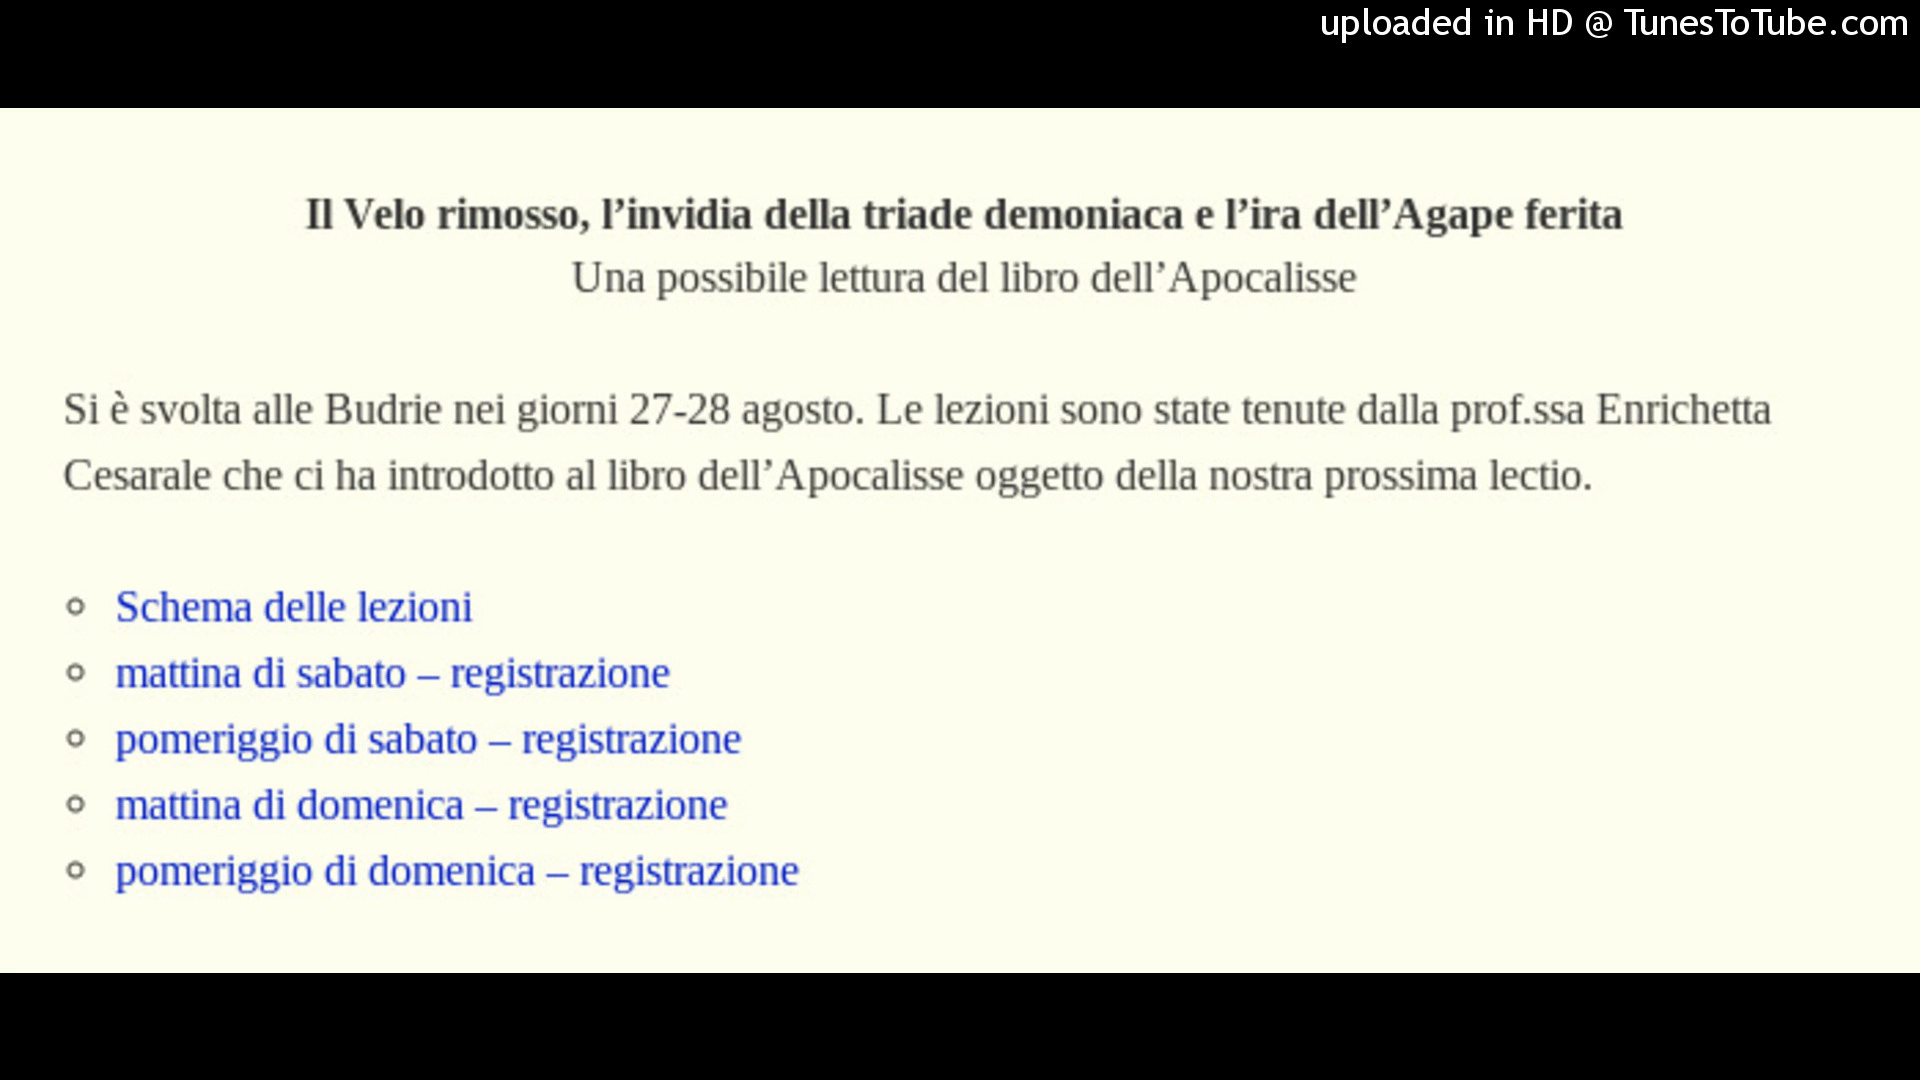 uploaded in HD @ TunesToTube.com
Il Velo rimosso, l’invidia della triade demoniaca e l’ira dell’Agape ferita
Una possibile lettura del libro dell’Apocalisse
Si è svolta alle Budrie nei giorni 27-28 agosto. Le lezioni sono state tenute dalla prof.ssa Enrichetta
Cesarale che ci ha introdotto al libro dell’Apocalisse oggetto della nostra prossima lectio.
Schema delle lezioni
mattina di sabato – registrazione
pomeriggio di sabato – registrazione
mattina di domenica – registrazione
pomeriggio di domenica – registrazione